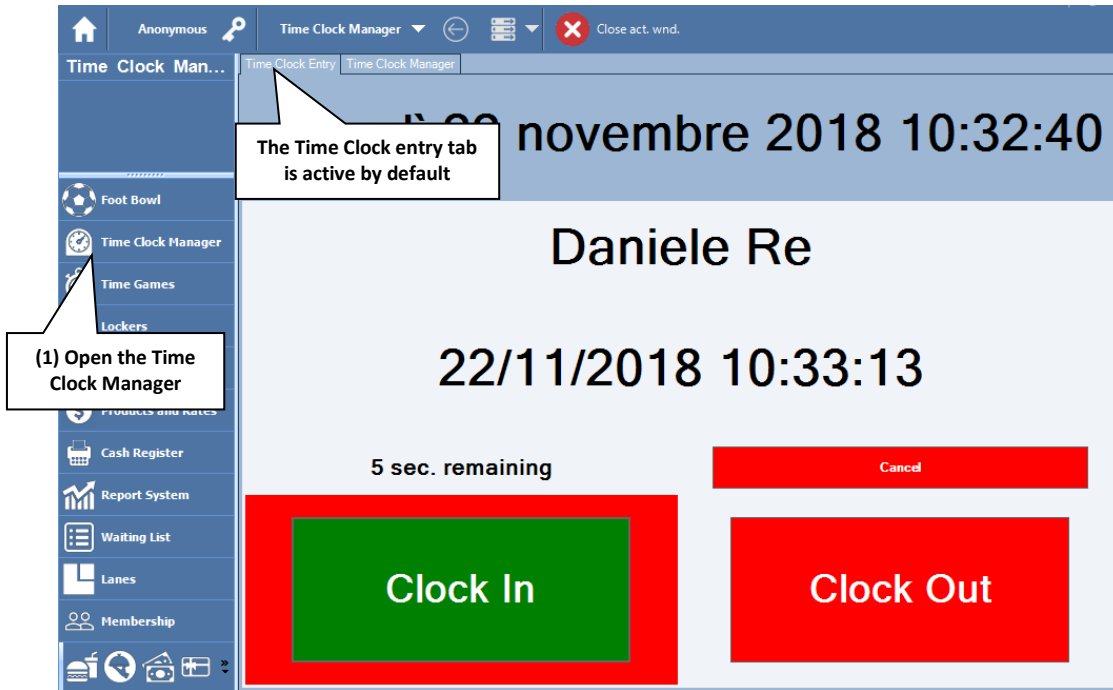 Anonymous
Time Clock Manager
Close act. wnd.
Time Clock Man...
Time Clock Entry
Time Clock Manager
novembre 2018 10:32:40
The Time Clock entry tab
is active by default
Foot Bowl
Time Clock Manager
Time Games
Lockers
(1) Open the Time
Clock Manager
Products and Rates
Cash Register
Report System
Waiting List
Lanes
Membership
Daniele Re
22/11/2018 10:33:13
5 sec. remaining
Cancel
Clock In
Clock Out